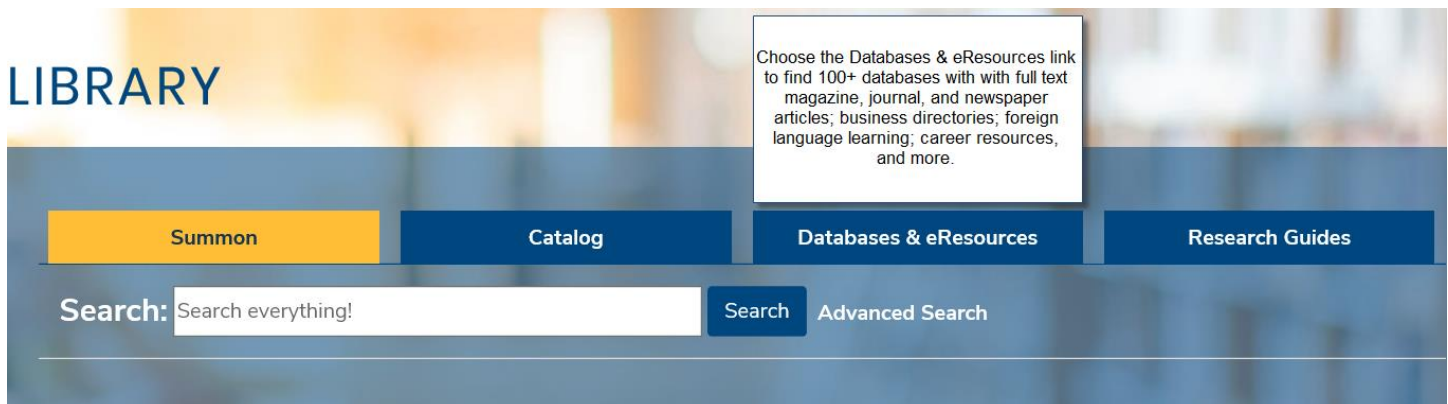 LIBRARY
Choose the Databases & eResources link
to find 100+ databases with with full text
magazine, journal, and newspaper
articles; business directories; foreign
language learning; career resources,
and more.
Summon
Catalog
Databases & eResources
Research Guides
Search: Search everything! Search Advanced Search